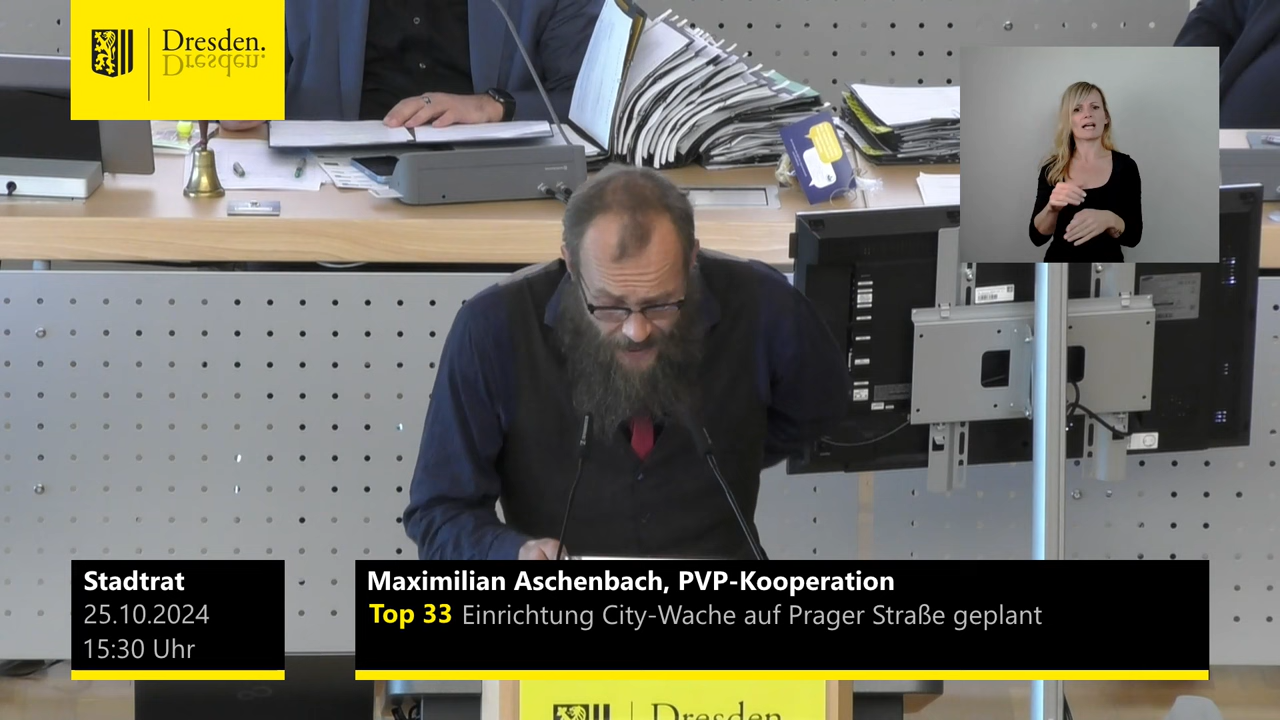 Dresden.
Dresden.
Stadtrat
25.10.2024
15:30 Uhr
Maximilian Aschenbach, PVP-Kooperation
Top 33 Einrichtung City-Wache auf Prager Straße geplant
Dresden